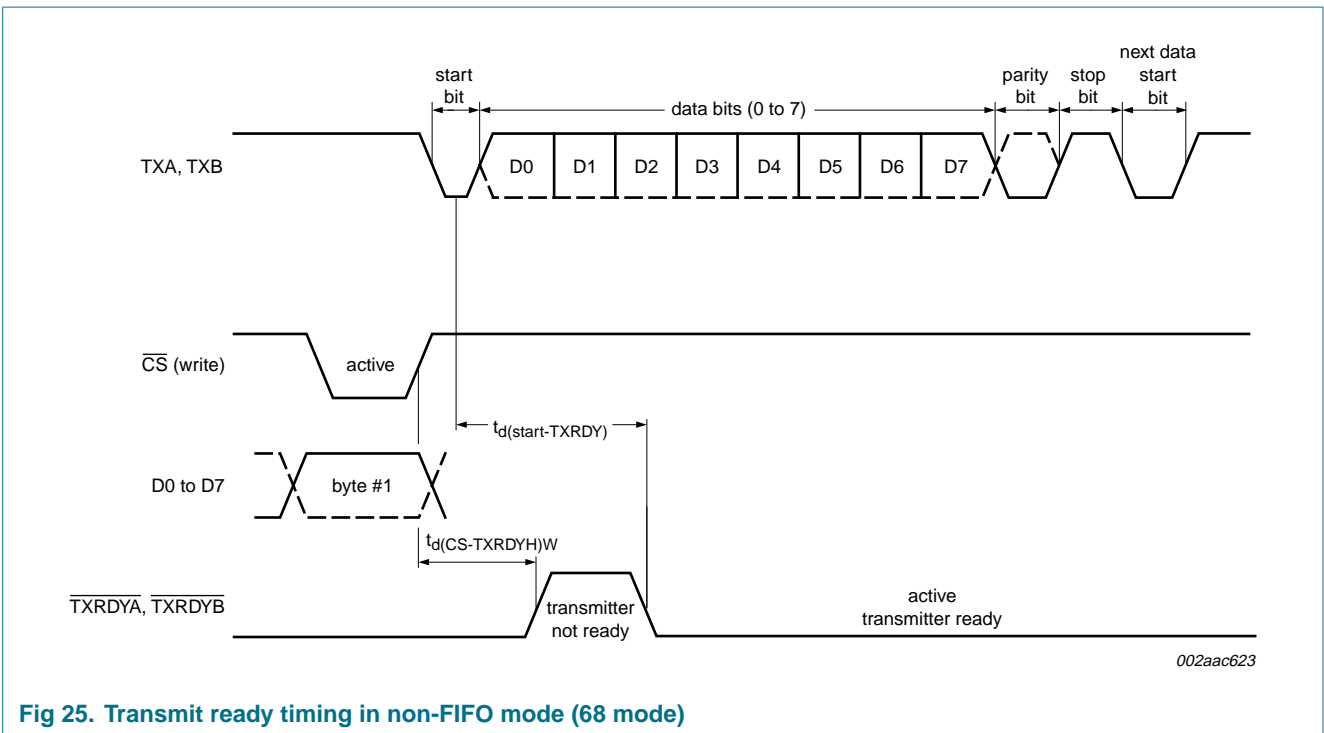 next data
start
parity
stop
start
bit
bit
bit
bit
data bits (0 to 7)
TXA, TXB
D0
D1
D2
D3
D4
D5
D6
D7
CS (write)
active
td(start-TXRDY)
D0 to D7
byte #1
td(CS-TXRDYH)W
TXRDYA, TXRDYB
transmitter
not ready
active
transmitter ready
002aac623
Fig 25. Transmit ready timing in non-FIFO mode (68 mode)